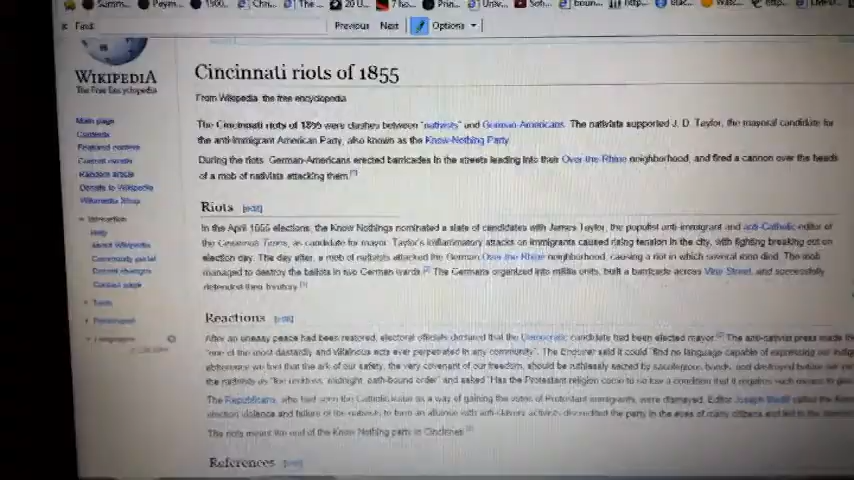 Find:
Previous Next Options
WIKIPEDIA
The Free Encyclopedia
Main page
Contents
Featured content
Current events
Random article
Donate to Wikipedia
Wikimedia Shop
Interaction
Help
About Wikipedia
Community portal
Recent changes
Contact page
Tools
Languages
Cincinnati riots of 1855
From Wikipedia, the free encyclopedia
The Cincinnati riots of 1855 were clashes between "nativists" and German-Americans. The nativists supported J. D. Taylor, the mayoral candidate for
the anti-immigrant American Party, also known as the Know-Nothing Party.
During the riots, German-Americans erected barricades in the streets leading into their Over-the-Rhine neighborhood, and fired a cannon over the heads
of a mob of nativists attacking them.
Riots [edit]
In the April 1855 elections, the Know Nothings nominated a slate of candidates with James Taylor, the populist anti-immigrant and anti-Catholic editor of
the Cincinnati Times, as candidate for mayor. Taylor's inflammatory attacks on immigrants caused rising tension in the city, with fighting breaking out on
election day. The day after, a mob of nativists attacked the German Over-the-Rhine neighborhood, causing a riot in which several men died. The mob
managed to destroy the ballots in two German wards. The Germans organized into militia units, built a barricade across Vine Street, and successfully
defended their territory.
Reactions [edit]
After an uneasy peace had been restored, electoral officials declared that the Democratic candidate had been elected mayor. The anti-nativist press made
"one of the most dastardly and villainous acts ever perpetrated in any community". The Enquirer said it could "find no language capable of expressing our
that the ark of our safety, the very covenant of our freedom, should be ruthlessly seized by sacrilegious hands, and destroyed before our
the nativists as "the reckless, midnight, oath-bound order" and asked "Has the Protestant religion come to so low a condition that it requires such means
The Republicans, who had seen the Catholic issue as a way of gaining the votes of Protestant immigrants, were dismayed. Editor Joseph called the
election violence and failure of the nativists to form an alliance with anti-slavery activists discredited the party in the eyes of many citizens and led to the
The riots meant the end of the Know Nothing party in Cincinnati.
References [edit]